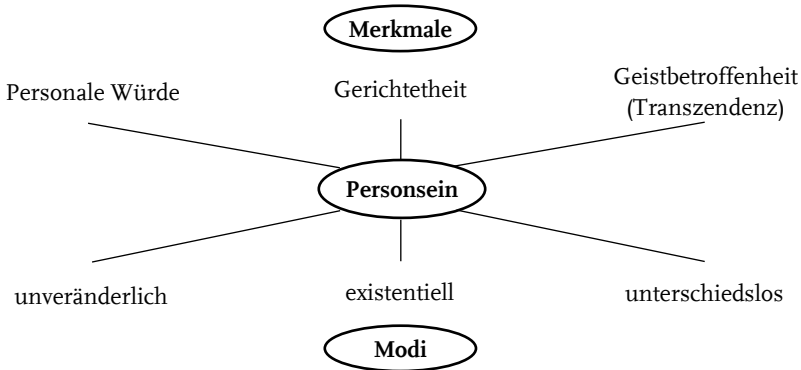 Merkmale
Personale Würde
Gerichtetheit
Geistbetroffenheit
(Transzendenz)
Personsein
unveränderlich
existentiell
unterschiedslos
Modi